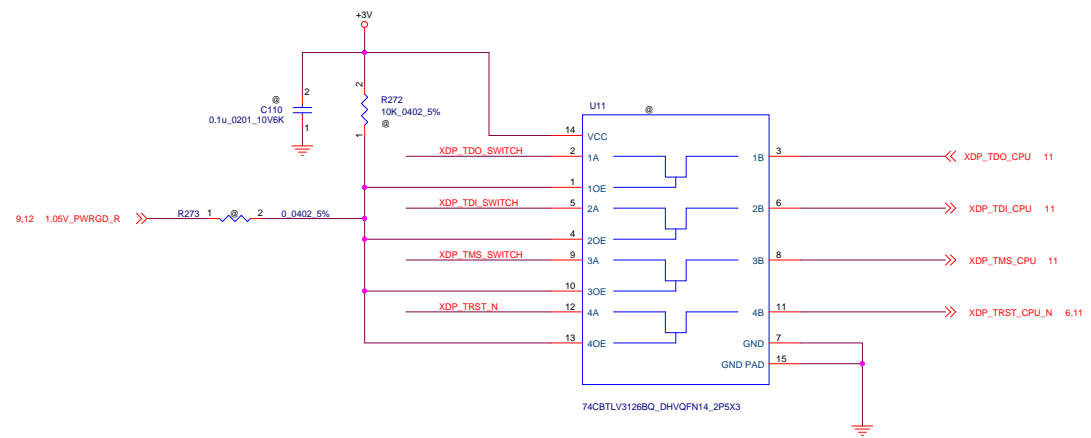 +3V
@
C110
0.1u_0201_10V6K
2
1
2
R272
10K_0402_5%
@
1
U11 @
14 VCC
XDP_TDO_SWITCH 2 1A 1B 3 XDP_TDO_CPU 11
1 1OE
9,12 1.05V_PWRGD_R R273 1 @ 2 0_0402_5%
XDP_TDI_SWITCH 5 2A 2B 6 XDP_TDI_CPU 11
4 2OE
XDP_TMS_SWITCH 9 3A 3B 8 XDP_TMS_CPU 11
10 3OE
XDP_TRST_N 12 4A 4B 11 XDP_TRST_CPU_N 6,11
13 4OE GND 7
GND PAD 15
74CBTLV3126BQ_DHVQFN14_2P5X3